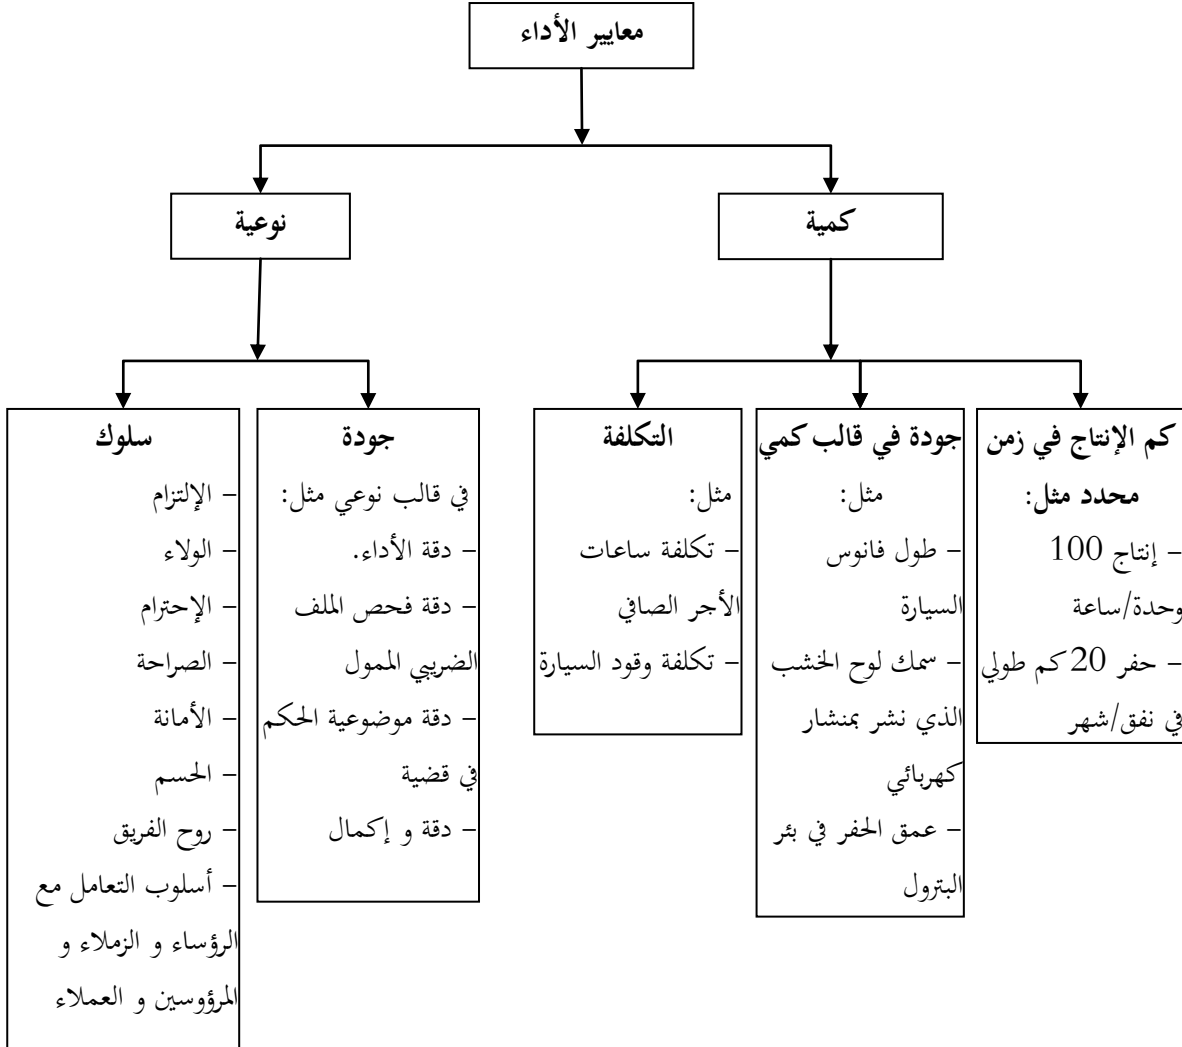 معايير الأداء
كمية
نوعية
كم الإنتاج في زمن
محدد مثل:
– إنتاج 100
وحدة/ساعة
– حفر 20 كم طولي
في نفق/شهر
جودة في قالب كمي
مثل:
– طول فانوس
السيارة
– سمك لوح الخشب
الذي نشر بمنشار
كهربائي
– عمق الحفر في بئر
البترول
التكلفة
مثل:
– تكلفة ساعات
الأجر الصافي
– تكلفة وقود السيارة
جودة
في قالب نوعي مثل:
– دقة الأداء.
– دقة فحص الملف
الضريبي الممول
– دقة موضوعية الحكم
في قضية
– دقة و إكمال
سلوك
– الإلتزام
– الولاء
– الإحترام
– الصراحة
– الأمانة
– الحسم
– روح الفريق
– أسلوب التعامل مع
الرؤساء و الزملاء و
المرؤوسين و العملاء